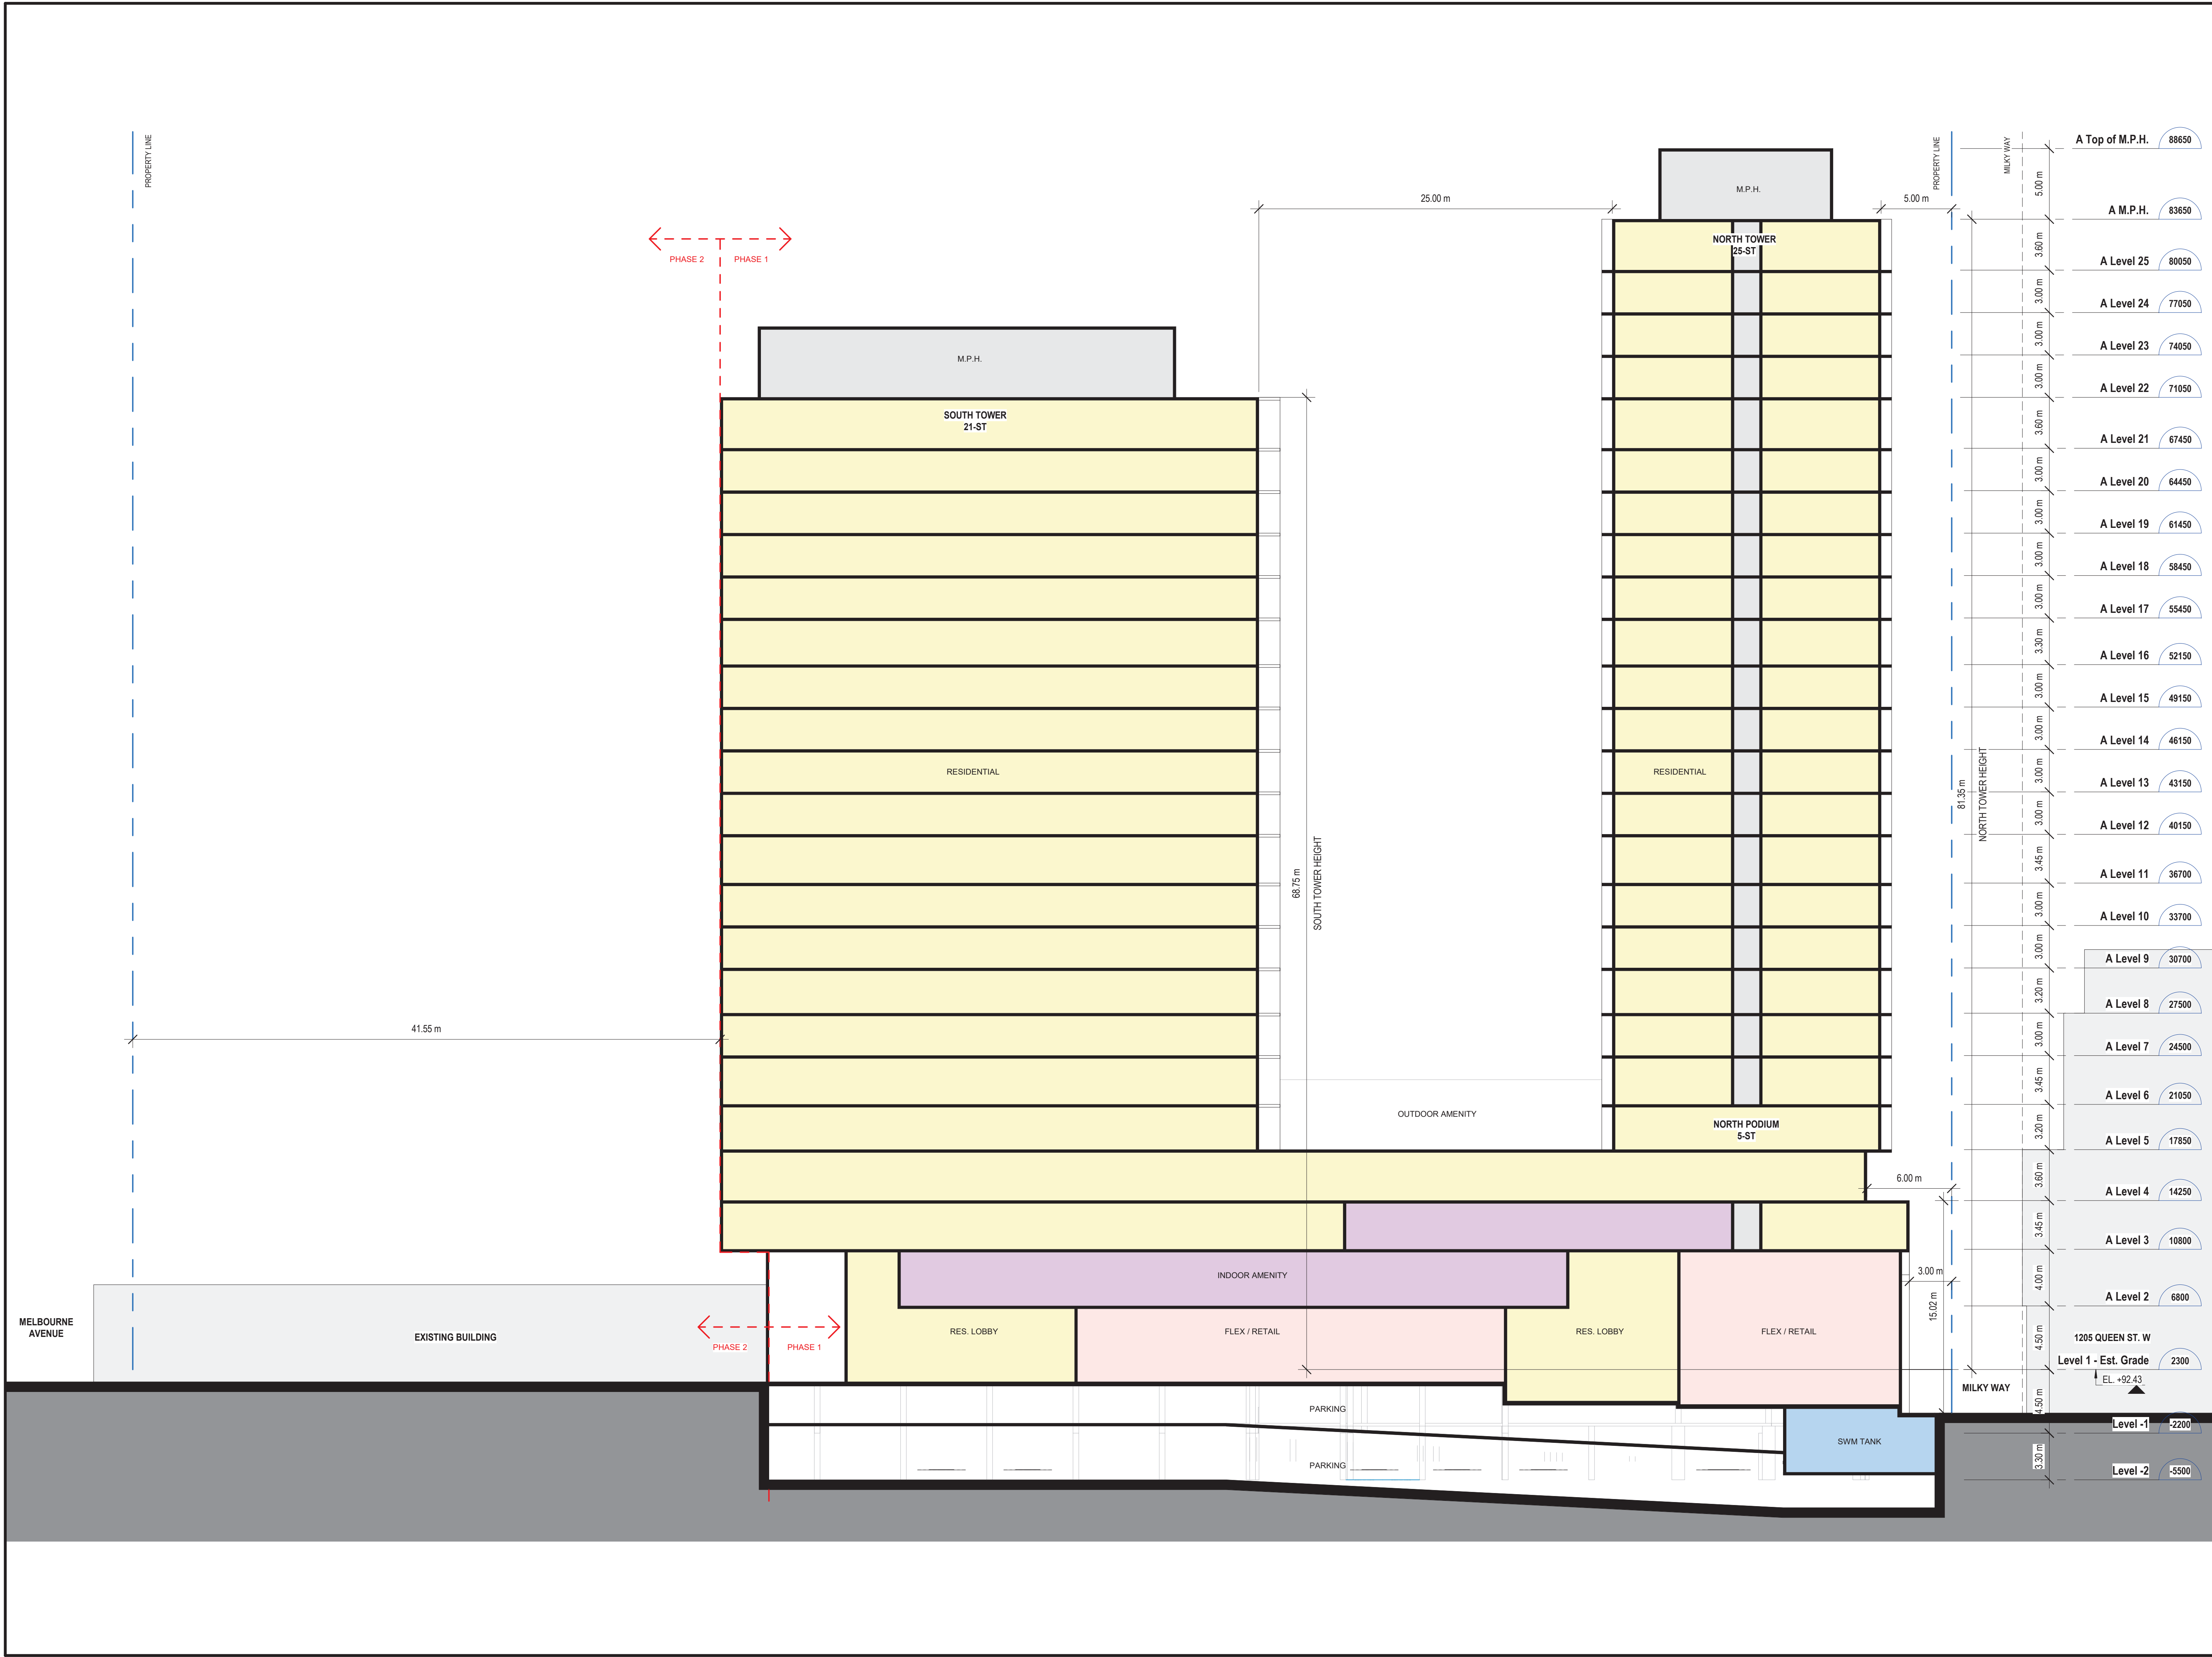 PROPERTY LINE
PROPERTY LINE
MILKY WAY
A Top of M.P.H. 88650
5.00 m
M.P.H.
25.00 m
5.00 m
A M.P.H. 83650
3.60 m
NORTH TOWER
25-ST
PHASE 2
PHASE 1
A Level 25 80050
3.00 m
A Level 24 77050
3.00 m
A Level 23 74050
M.P.H.
3.00 m
A Level 22 71050
SOUTH TOWER
21-ST
3.60 m
A Level 21 67450
3.00 m
A Level 20 64450
3.00 m
A Level 19 61450
3.00 m
A Level 18 58450
3.00 m
A Level 17 55450
3.30 m
A Level 16 52150
3.00 m
A Level 15 49150
3.00 m
A Level 14 46150
RESIDENTIAL
RESIDENTIAL
3.00 m
A Level 13 43150
81.35 m
NORTH TOWER HEIGHT
3.00 m
A Level 12 40150
3.45 m
A Level 11 36700
68.75 m
SOUTH TOWER HEIGHT
3.00 m
A Level 10 33700
3.00 m
A Level 9 30700
3.20 m
A Level 8 27500
41.55 m
3.00 m
A Level 7 24500
3.45 m
A Level 6 21050
OUTDOOR AMENITY
NORTH PODIUM
5-ST
3.20 m
A Level 5 17850
6.00 m
3.60 m
A Level 4 14250
3.45 m
A Level 3 10800
INDOOR AMENITY
3.00 m
4.00 m
A Level 2 6800
15.02 m
MELBOURNE
AVENUE
EXISTING BUILDING
PHASE 2
PHASE 1
RES. LOBBY
FLEX / RETAIL
RES. LOBBY
FLEX / RETAIL
4.50 m
1205 QUEEN ST. W
Level 1 - Est. Grade 2300
EL. +92.43
MILKY WAY
4.50 m
PARKING
Level -1 -2200
SWM TANK
PARKING
3.30 m
Level -2 -5500